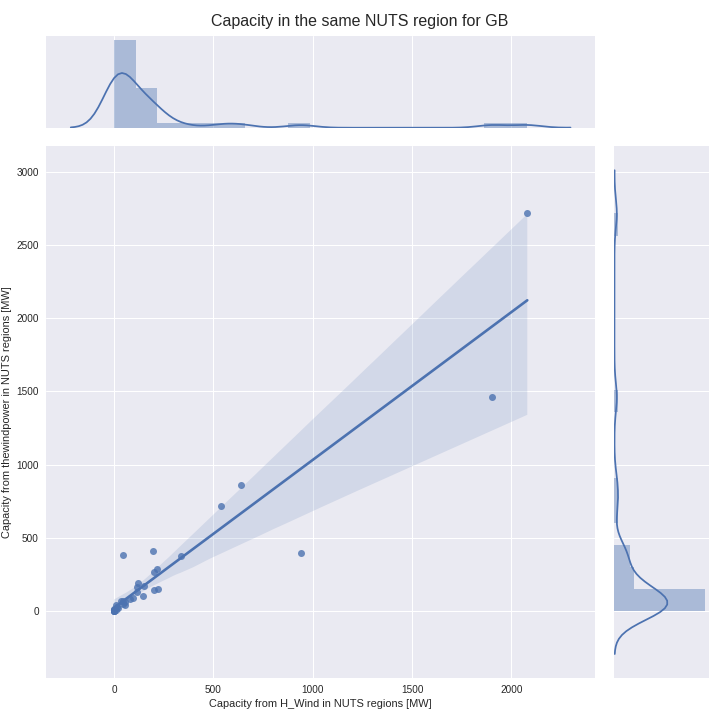 Capacity in the same NUTS region for GB
3000
2500
2000
1500
1000
500
0
Capacity from thewindpower in NUTS regions [MW]
0 500 1000 1500 2000
Capacity from H_Wind in NUTS regions [MW]